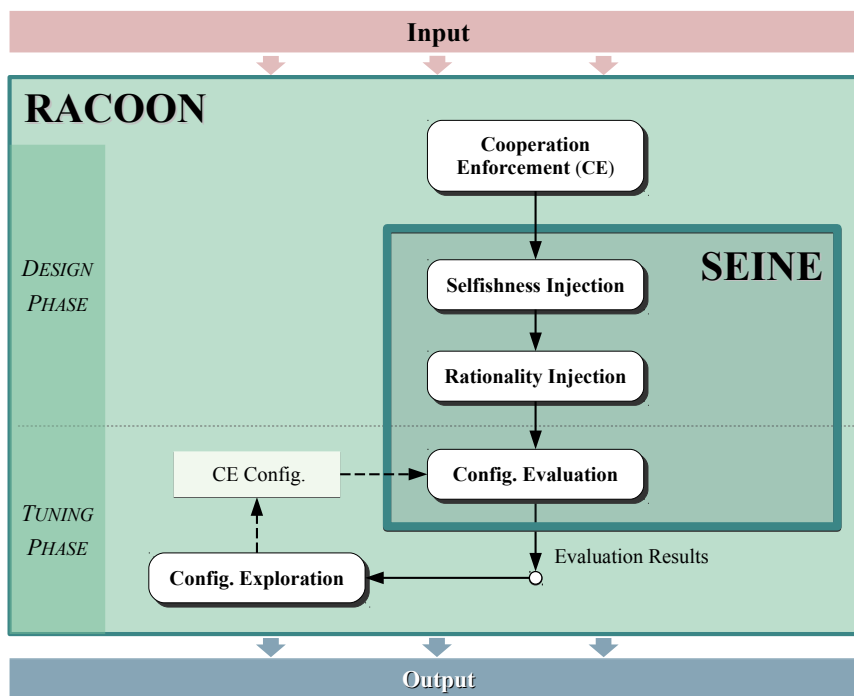 Input
RACOON
Cooperation
Enforcement (CE)
SEINE
DESIGN
PHASE
Selfishness Injection
Rationality Injection
CE Config.
Config. Evaluation
TUNING
PHASE
Evaluation Results
Config. Exploration
Output